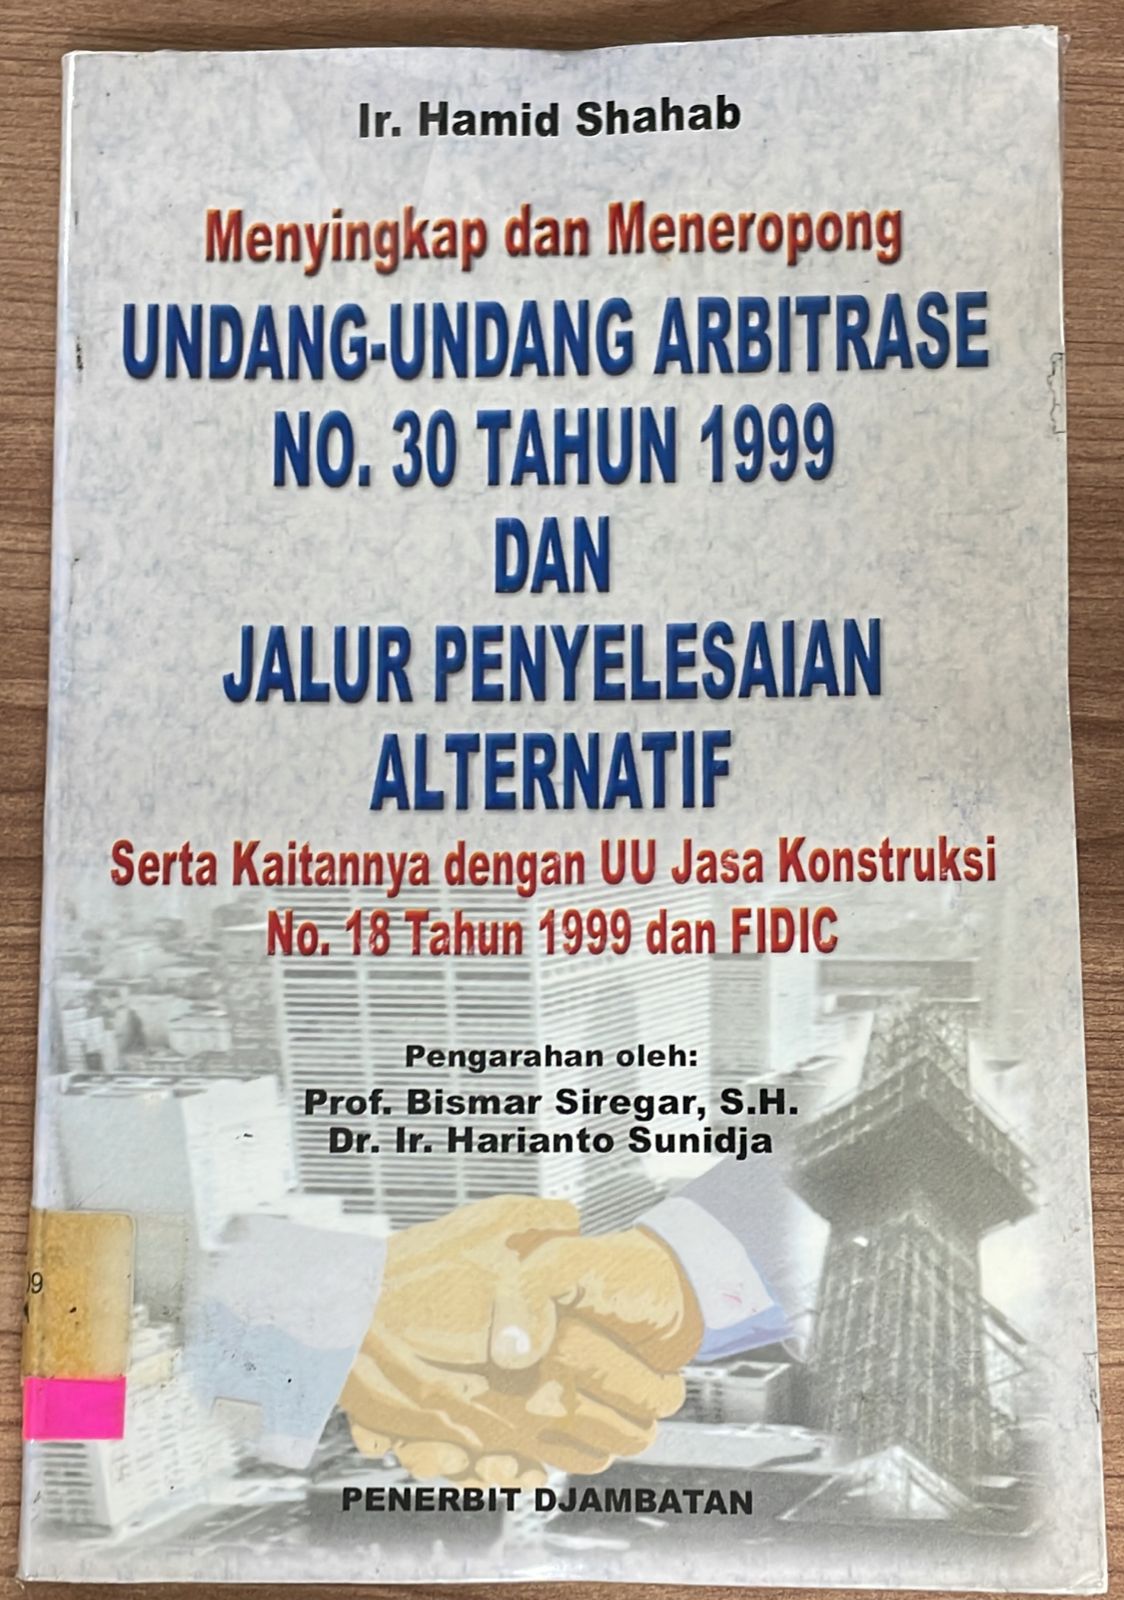 Ir. Hamid Shahab
Menyingkap dan Meneropong
UNDANG-UNDANG ARBITRASE
NO. 30 TAHUN 1999
DAN
JALUR PENYELESAIAN
ALTERNATIF
Serta Kaitannya dengan UU Jasa Konstruksi
No. 18 Tahun 1999 dan FIDIC
Pengarahan oleh:
Prof. Bismar Siregar, S.H.
Dr. Ir. Harianto Sunidja
PENERBIT DJAMBATAN